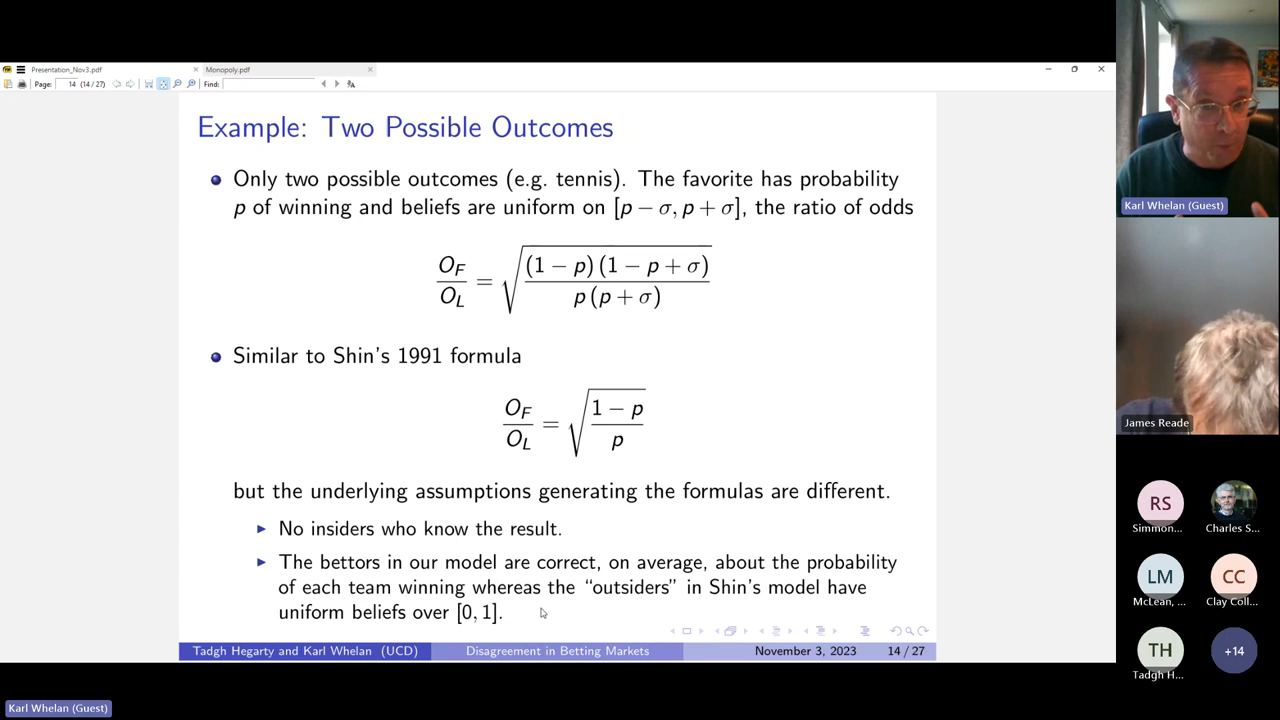 Presentation_Nov3.pdf × Monopoly.pdf ×
Page: 14 (14 / 27) Find:
Example: Two Possible Outcomes
Only two possible outcomes (e.g. tennis). The favorite has probability
p of winning and beliefs are uniform on [p − σ, p + σ], the ratio of odds
O_F/O_L = √((1 − p)(1 − p + σ)/(p(p + σ)))
Similar to Shin's 1991 formula
O_F/O_L = √((1 − p)/p)
but the underlying assumptions generating the formulas are different.
No insiders who know the result.
The bettors in our model are correct, on average, about the probability
of each team winning whereas the “outsiders” in Shin's model have
uniform beliefs over [0, 1].
Tadgh Hegarty and Karl Whelan (UCD) Disagreement in Betting Markets November 3, 2023 14 / 27
Karl Whelan (Guest)
James Reade
RS
Simmon...
Charles S...
LM
McLean, ...
CC
Clay Coll...
TH
Tadgh H...
+14
Karl Whelan (Guest)